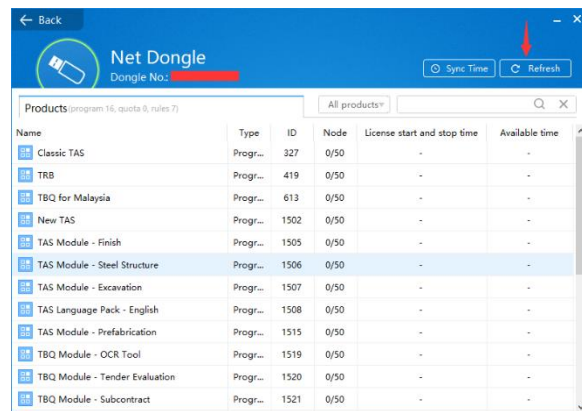 ← Back
Net Dongle
Dongle No.:
Sync Time Refresh
Products(program 16, quota 0, rules 7) All products
Name Type ID Node License start and stop time Available time
Classic TAS Progr... 327 0/50 - -
TRB Progr... 419 0/50 - -
TBQ for Malaysia Progr... 613 0/50 - -
New TAS Progr... 1502 0/50 - -
TAS Module - Finish Progr... 1505 0/50 - -
TAS Module - Steel Structure Progr... 1506 0/50 - -
TAS Module - Excavation Progr... 1507 0/50 - -
TAS Language Pack - English Progr... 1508 0/50 - -
TAS Module - Prefabrication Progr... 1515 0/50 - -
TBQ Module - OCR Tool Progr... 1519 0/50 - -
TBQ Module - Tender Evaluation Progr... 1520 0/50 - -
TBQ Module - Subcontract Progr... 1521 0/50 - -